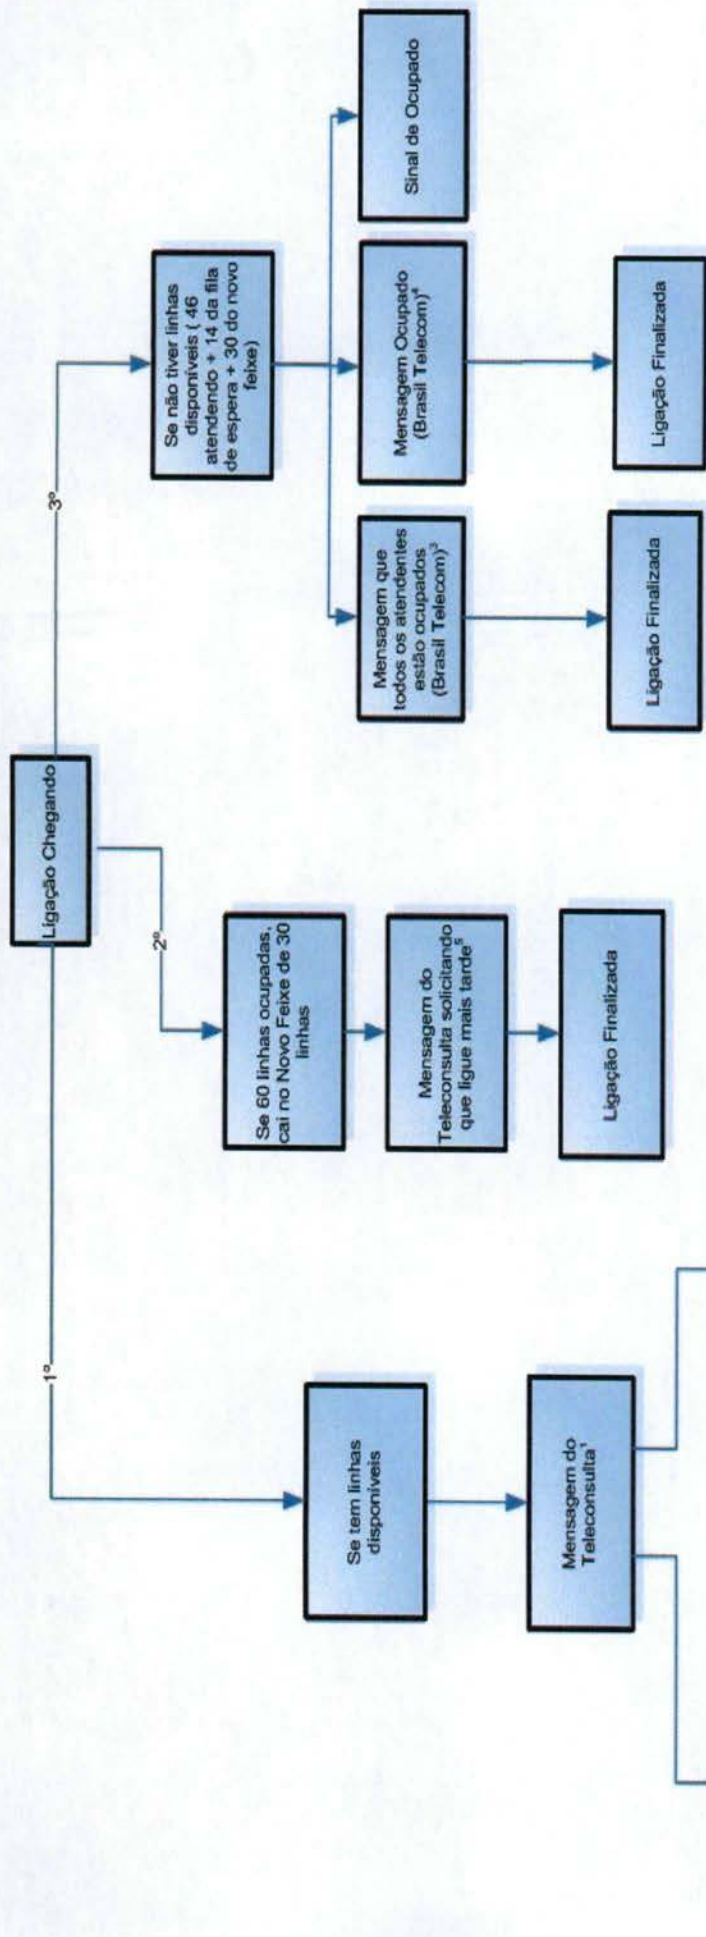 Ligação Chegando
1º
2º
3º
Se tem linhas
disponíveis
Mensagem do
Teleconsulta¹
Se 60 linhas ocupadas,
cai no Novo Feixe de 30
linhas
Mensagem do
Teleconsulta solicitando
que ligue mais tarde⁵
Ligação Finalizada
Se não tiver linhas
disponíveis ( 46
atendendo + 14 da fila
de espera + 30 do novo
feixe)
Mensagem que
todos os atendentes
estão ocupados
(Brasil Telecom)³
Ligação Finalizada
Mensagem Ocupado
(Brasil Telecom)⁴
Ligação Finalizada
Sinal de Ocupado